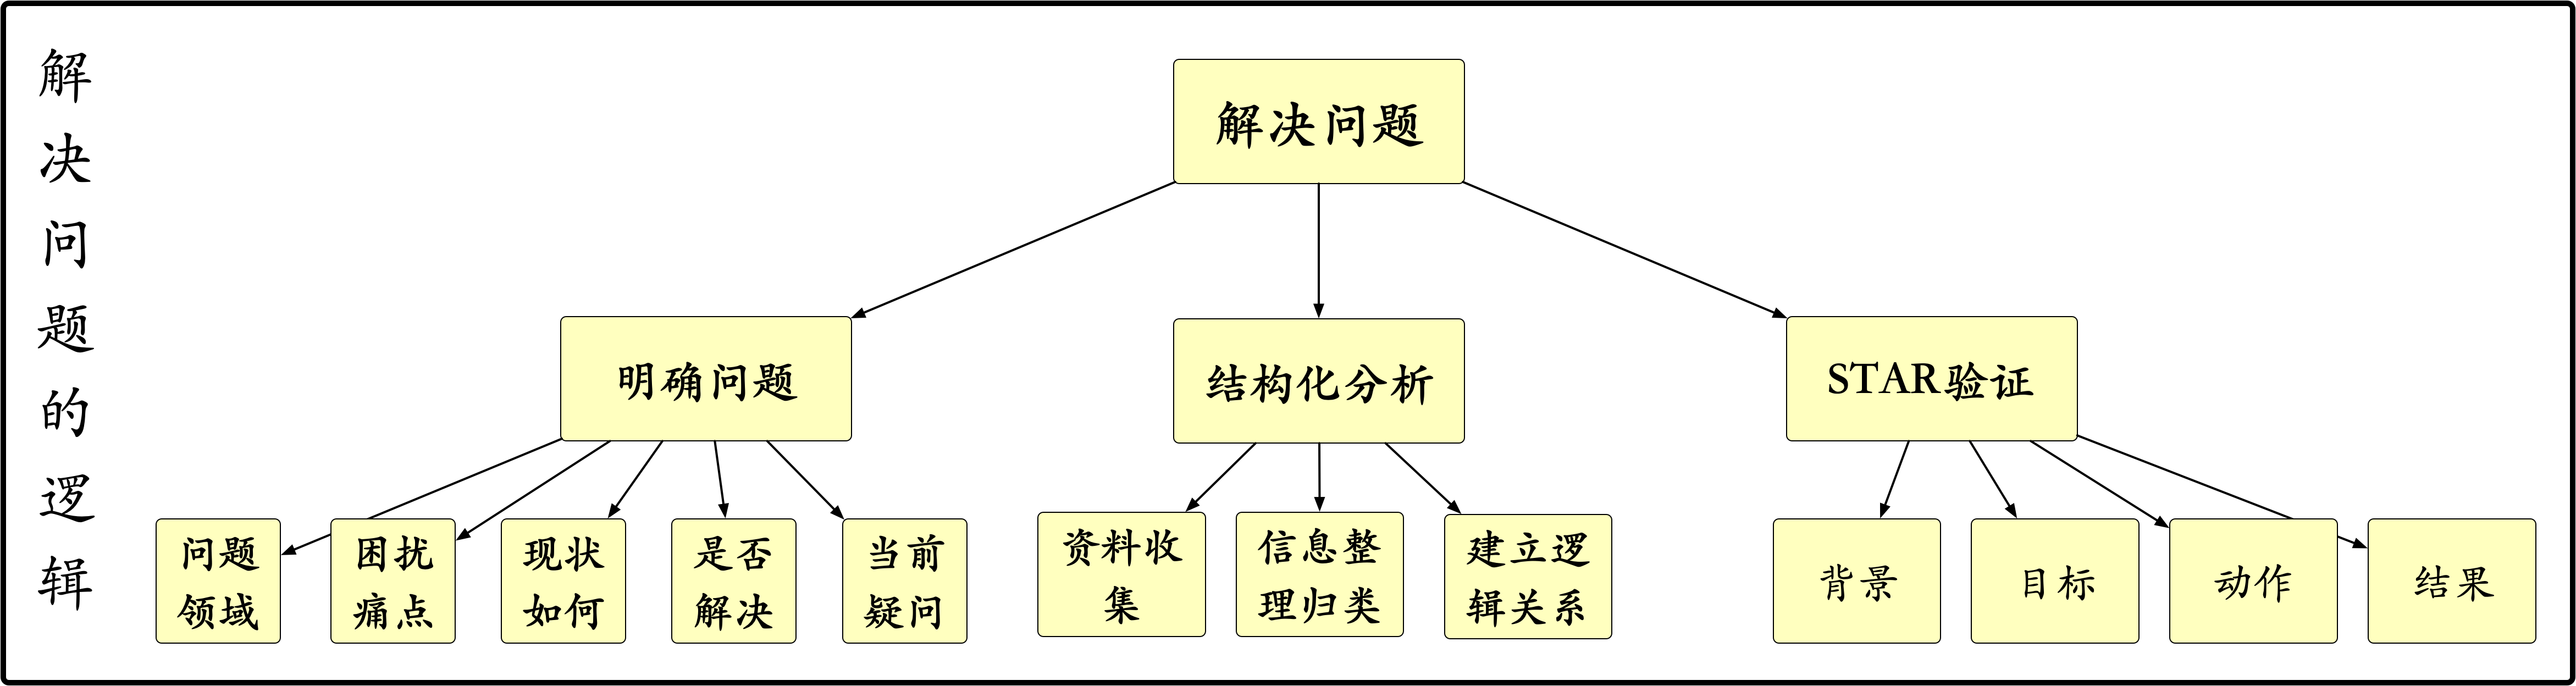 解决问题的逻辑
解决问题
明确问题
结构化分析
STAR验证
问题
领域
困扰
痛点
现状
如何
是否
解决
当前
疑问
资料收
集
信息整
理归类
建立逻
辑关系
背景
目标
动作
结果